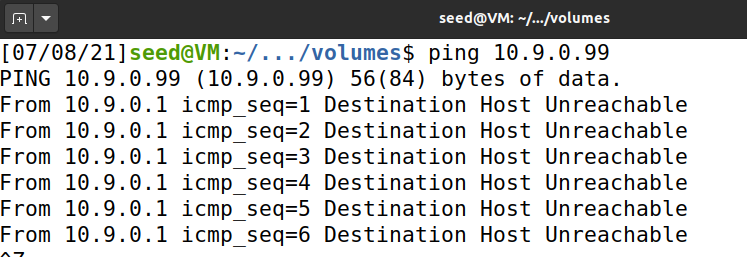 seed@VM: ~/.../volumes
[07/08/21]seed@VM:~/.../volumes$ ping 10.9.0.99
PING 10.9.0.99 (10.9.0.99) 56(84) bytes of data.
From 10.9.0.1 icmp_seq=1 Destination Host Unreachable
From 10.9.0.1 icmp_seq=2 Destination Host Unreachable
From 10.9.0.1 icmp_seq=3 Destination Host Unreachable
From 10.9.0.1 icmp_seq=4 Destination Host Unreachable
From 10.9.0.1 icmp_seq=5 Destination Host Unreachable
From 10.9.0.1 icmp_seq=6 Destination Host Unreachable